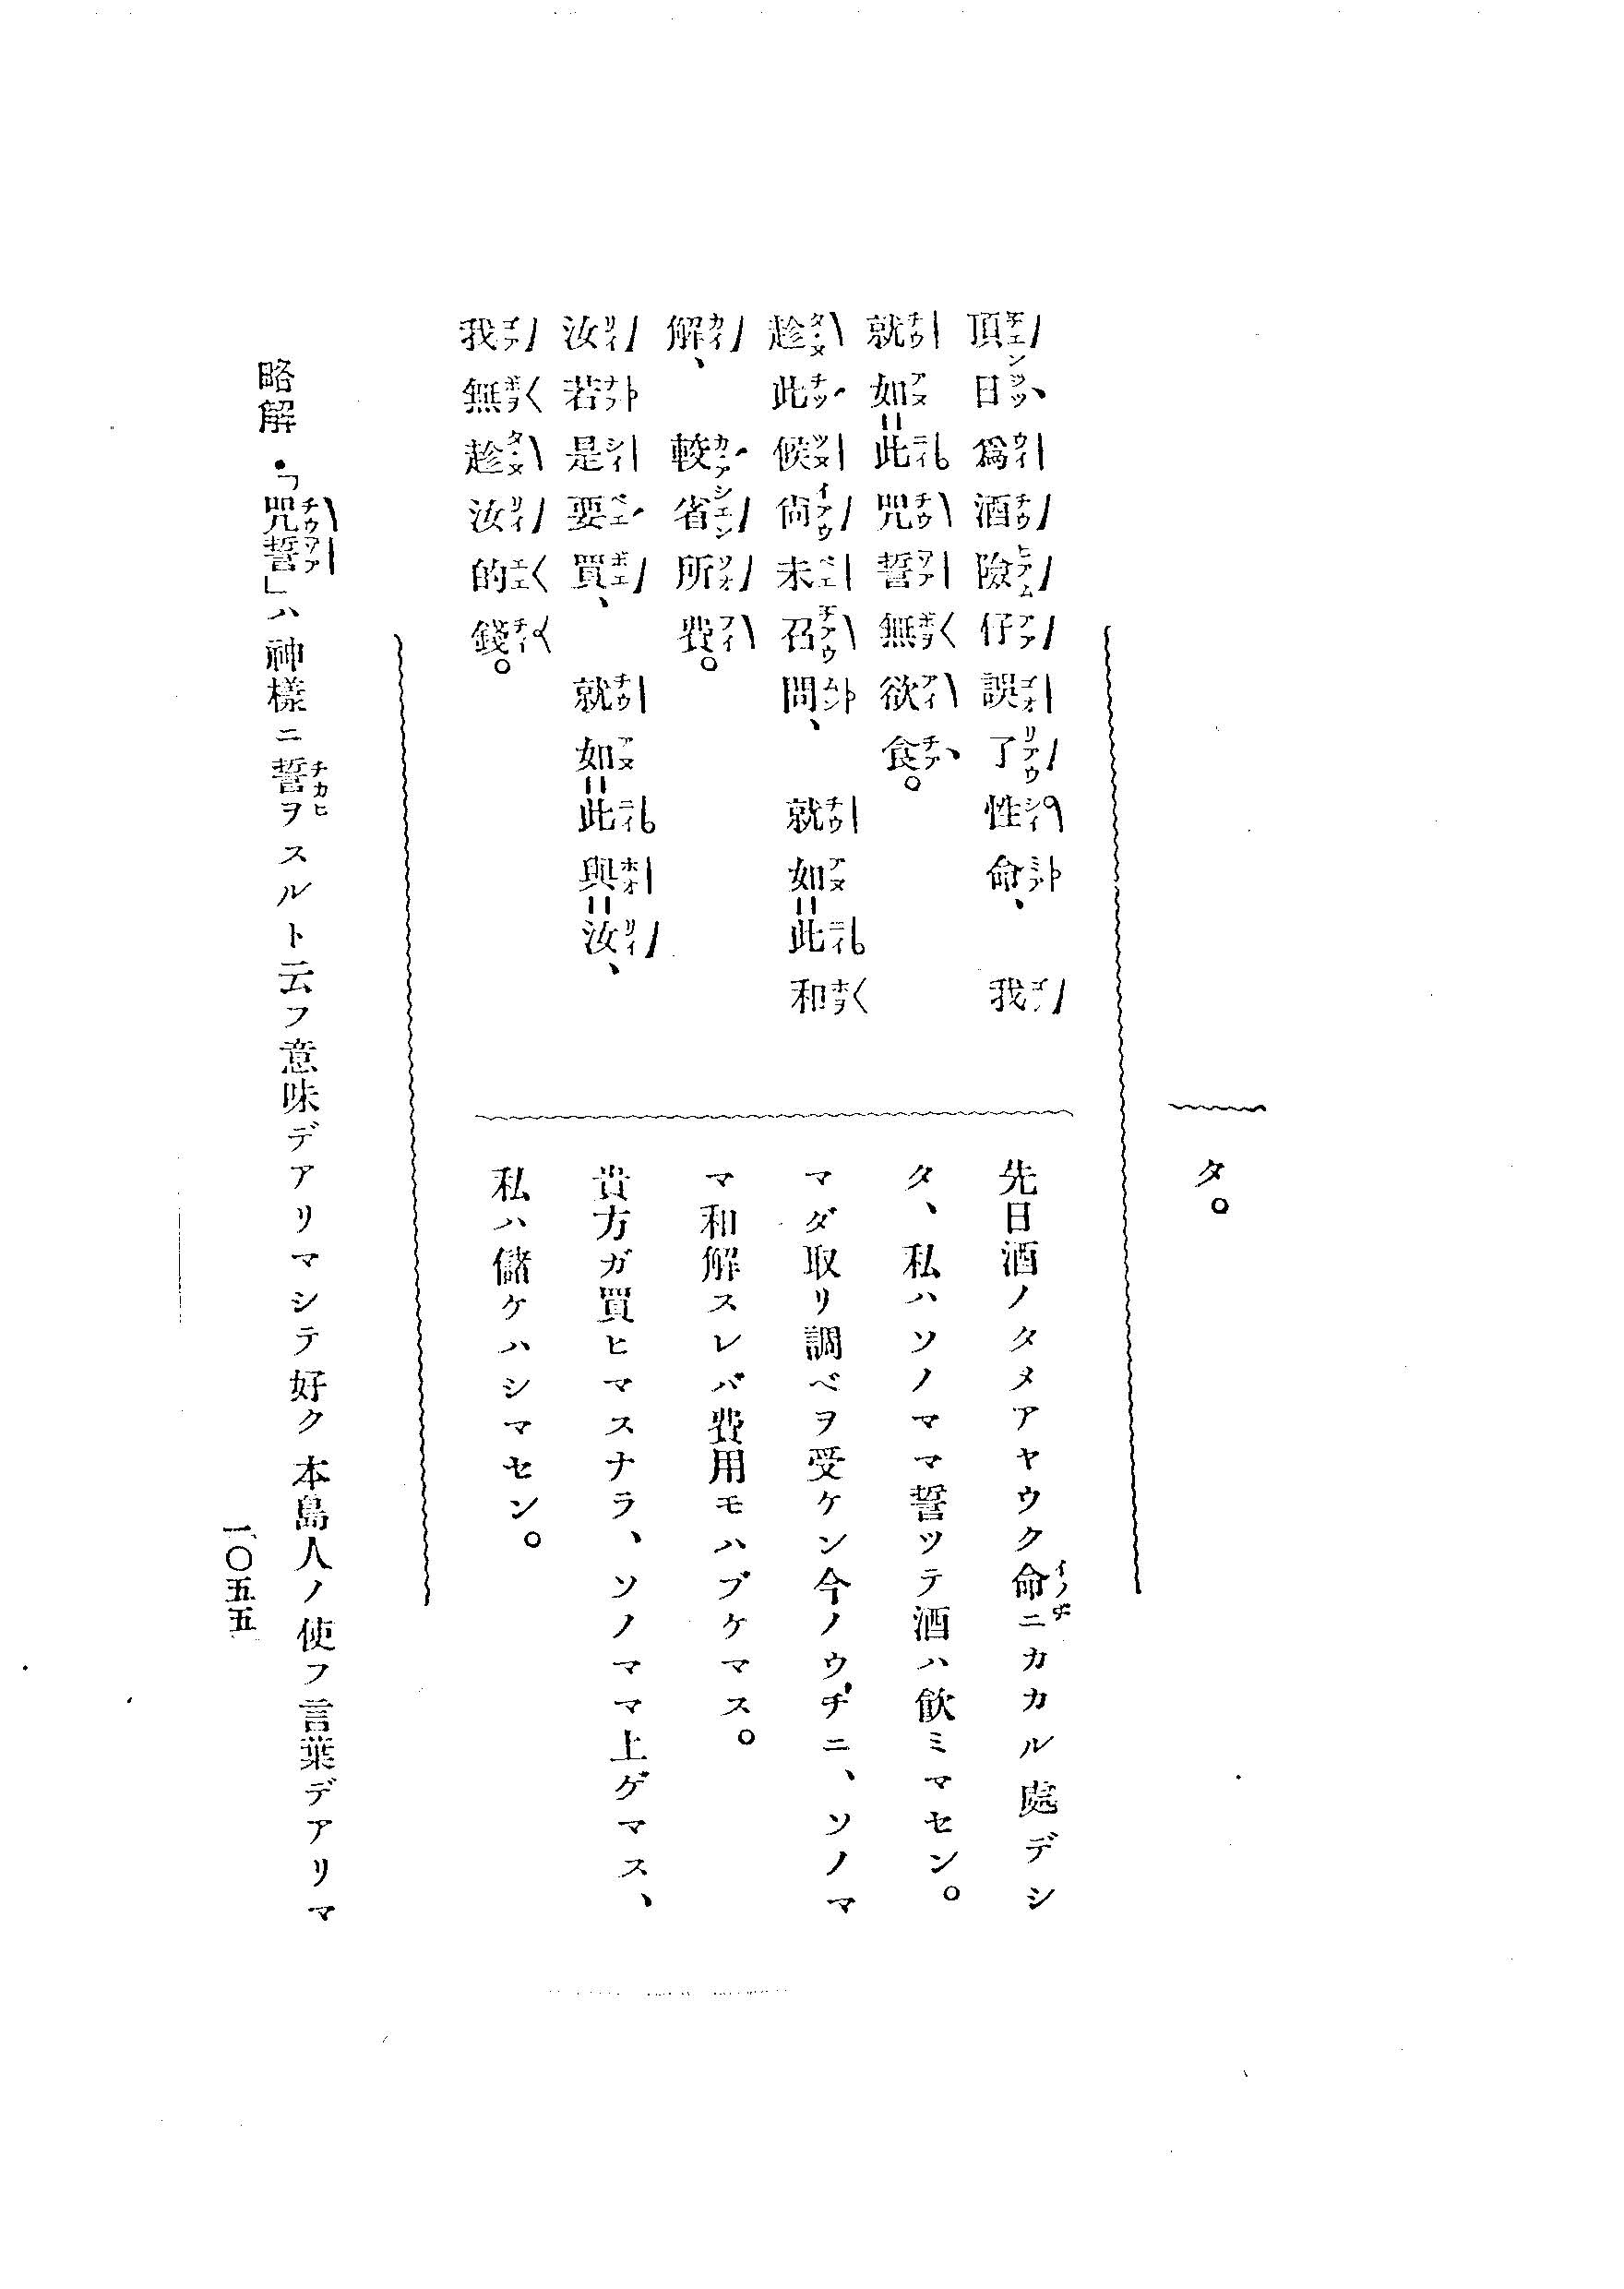 タ。
頂日爲酒險仔誤了性命、　我
就如=此咒誓無欲食。
趁此候尙未召問、　就如=此和
解、　較省所費。
汝若是要買、　就如=此與=汝、
我無趁汝的錢。
先日酒ノタメアヤウク命ニカカル處デシ
タ、私ハソノママ誓ツテ酒ハ飮ミマセン。
マダ取リ調ベヲ受ケン今ノウチニ、ソノマ
マ和解スレバ費用モハブケマス。
貴方ガ買ヒマスナラ、ソノママ上ゲマス、
私ハ儲ケハシマセン。
略解・「咒誓」ハ神樣ニ誓ヲスルト云フ意味デアリマシテ好ク本島人ノ使フ言葉デアリマ
一〇五五